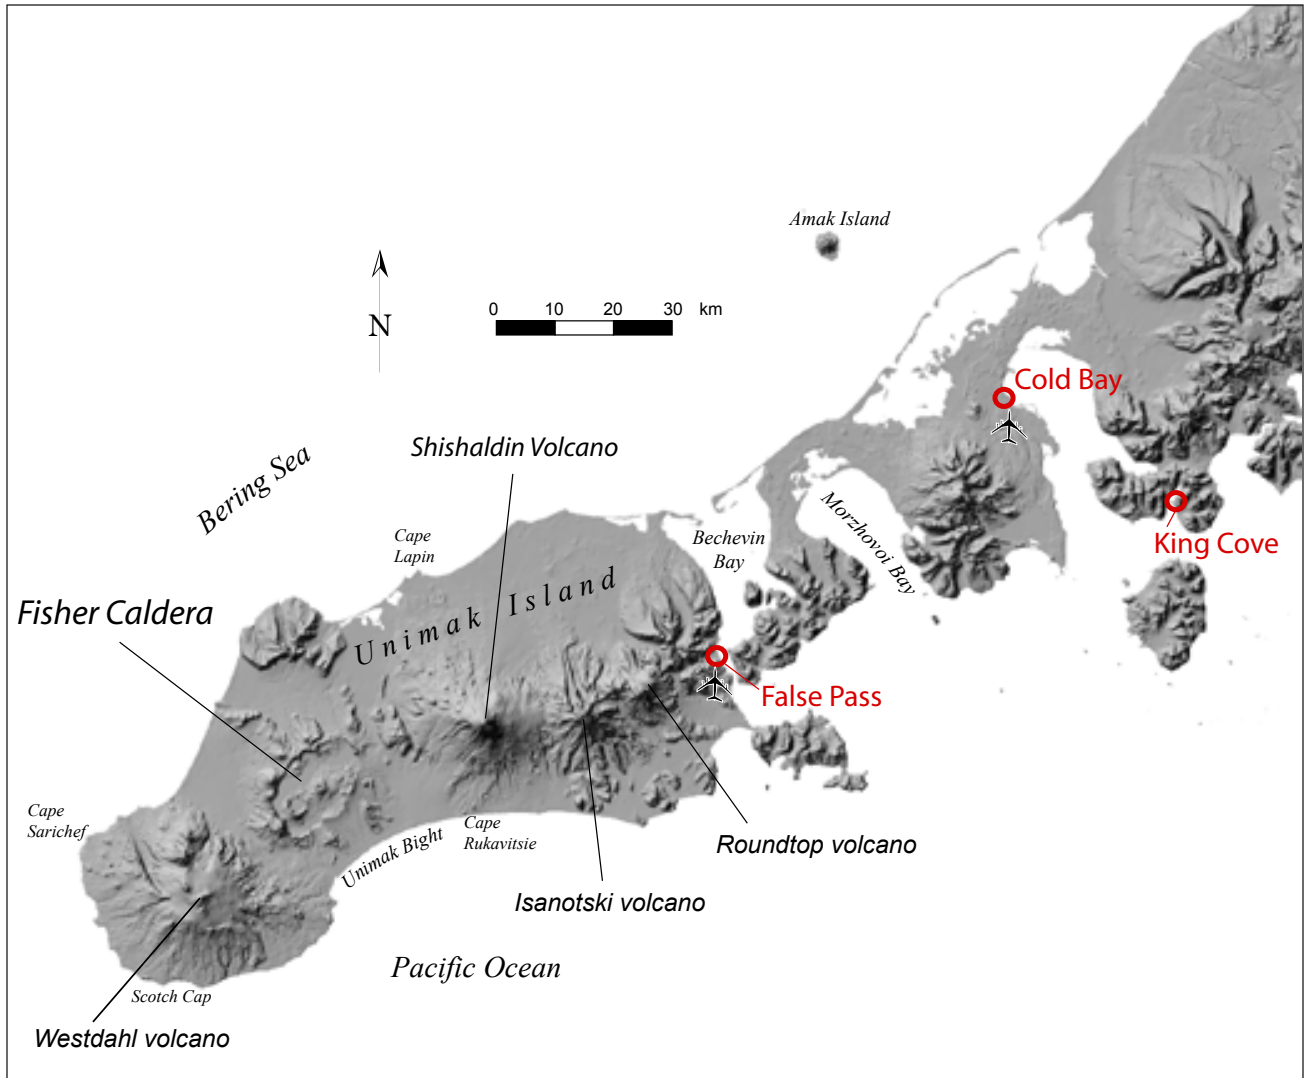 Amak Island
N
0 10 20 30 km
Cold Bay
Shishaldin Volcano
Bering Sea
Morzhovoi Bay
King Cove
Cape
Lapin
Bechevin
Bay
Unimak Island
Fisher Caldera
False Pass
Cape
Sarichef
Unimak Bight
Cape
Rukavitsie
Roundtop volcano
Isanotski volcano
Pacific Ocean
Scotch Cap
Westdahl volcano